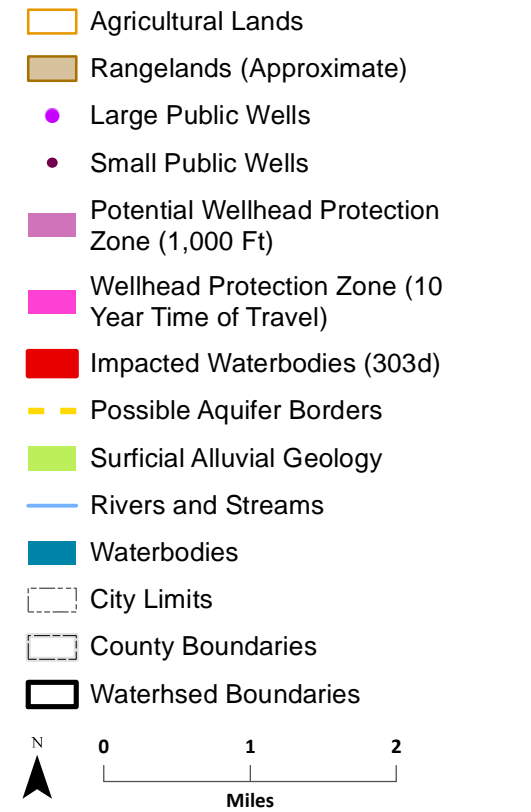 Agricultural Lands
Rangelands (Approximate)
Large Public Wells
Small Public Wells
Potential Wellhead Protection
Zone (1,000 Ft)
Wellhead Protection Zone (10
Year Time of Travel)
Impacted Waterbodies (303d)
Possible Aquifer Borders
Surficial Alluvial Geology
Rivers and Streams
Waterbodies
City Limits
County Boundaries
Waterhsed Boundaries
N
0 1 2
Miles